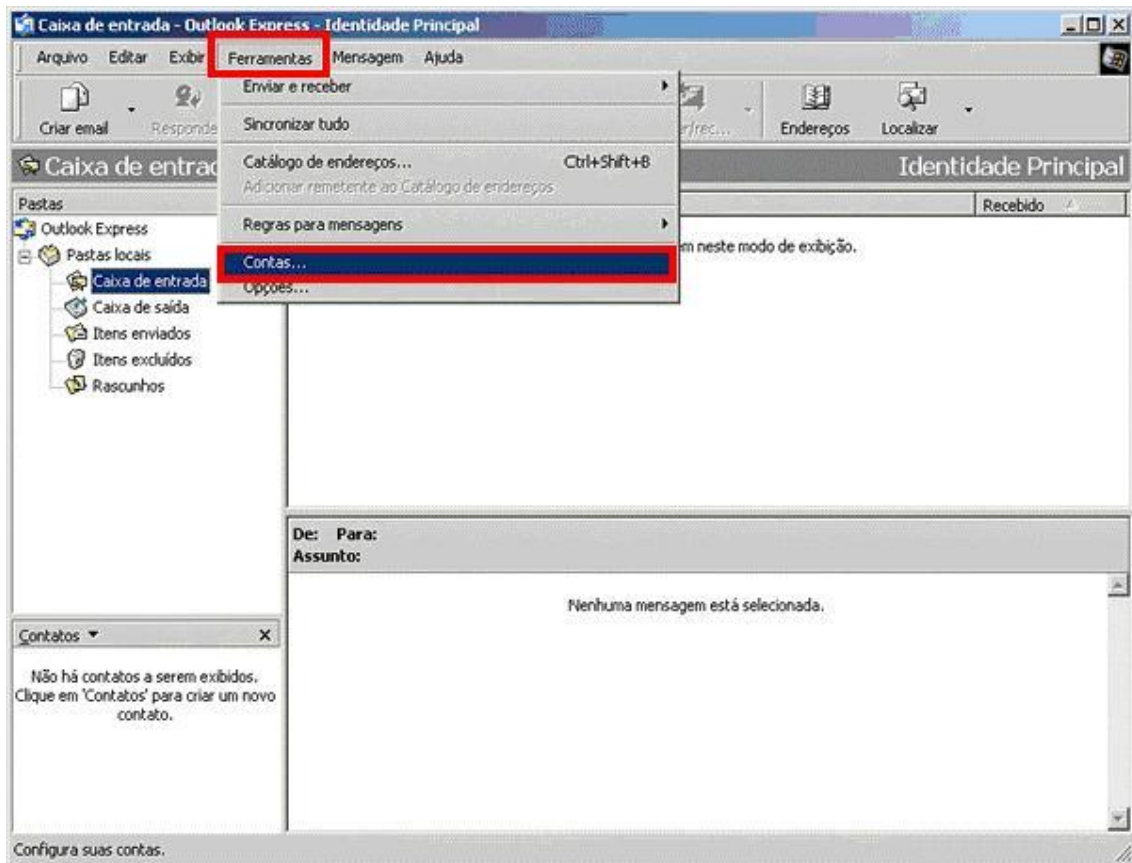 Caixa de entrada - Outlook Express - Identidade Principal
Arquivo Editar Exibir Ferramentas Mensagem Ajuda
Criar email Responde Endereços Localizar
Enviar e receber
Sincronizar tudo
Catálogo de endereços... Ctrl+Shift+B
Adicionar remetente ao Catálogo de endereços
Regras para mensagens
Contas...
Opções...
Caixa de entrad Identidade Principal
Pastas Recebido
Outlook Express
Pastas locais
Caixa de entrada
Caixa de saída
Itens enviados
Itens excluídos
Rascunhos
neste modo de exibição.
De: Para:
Assunto:
Nenhuma mensagem está selecionada.
Contatos
Não há contatos a serem exibidos.
Clique em 'Contatos' para criar um novo
contato.
Configura suas contas.